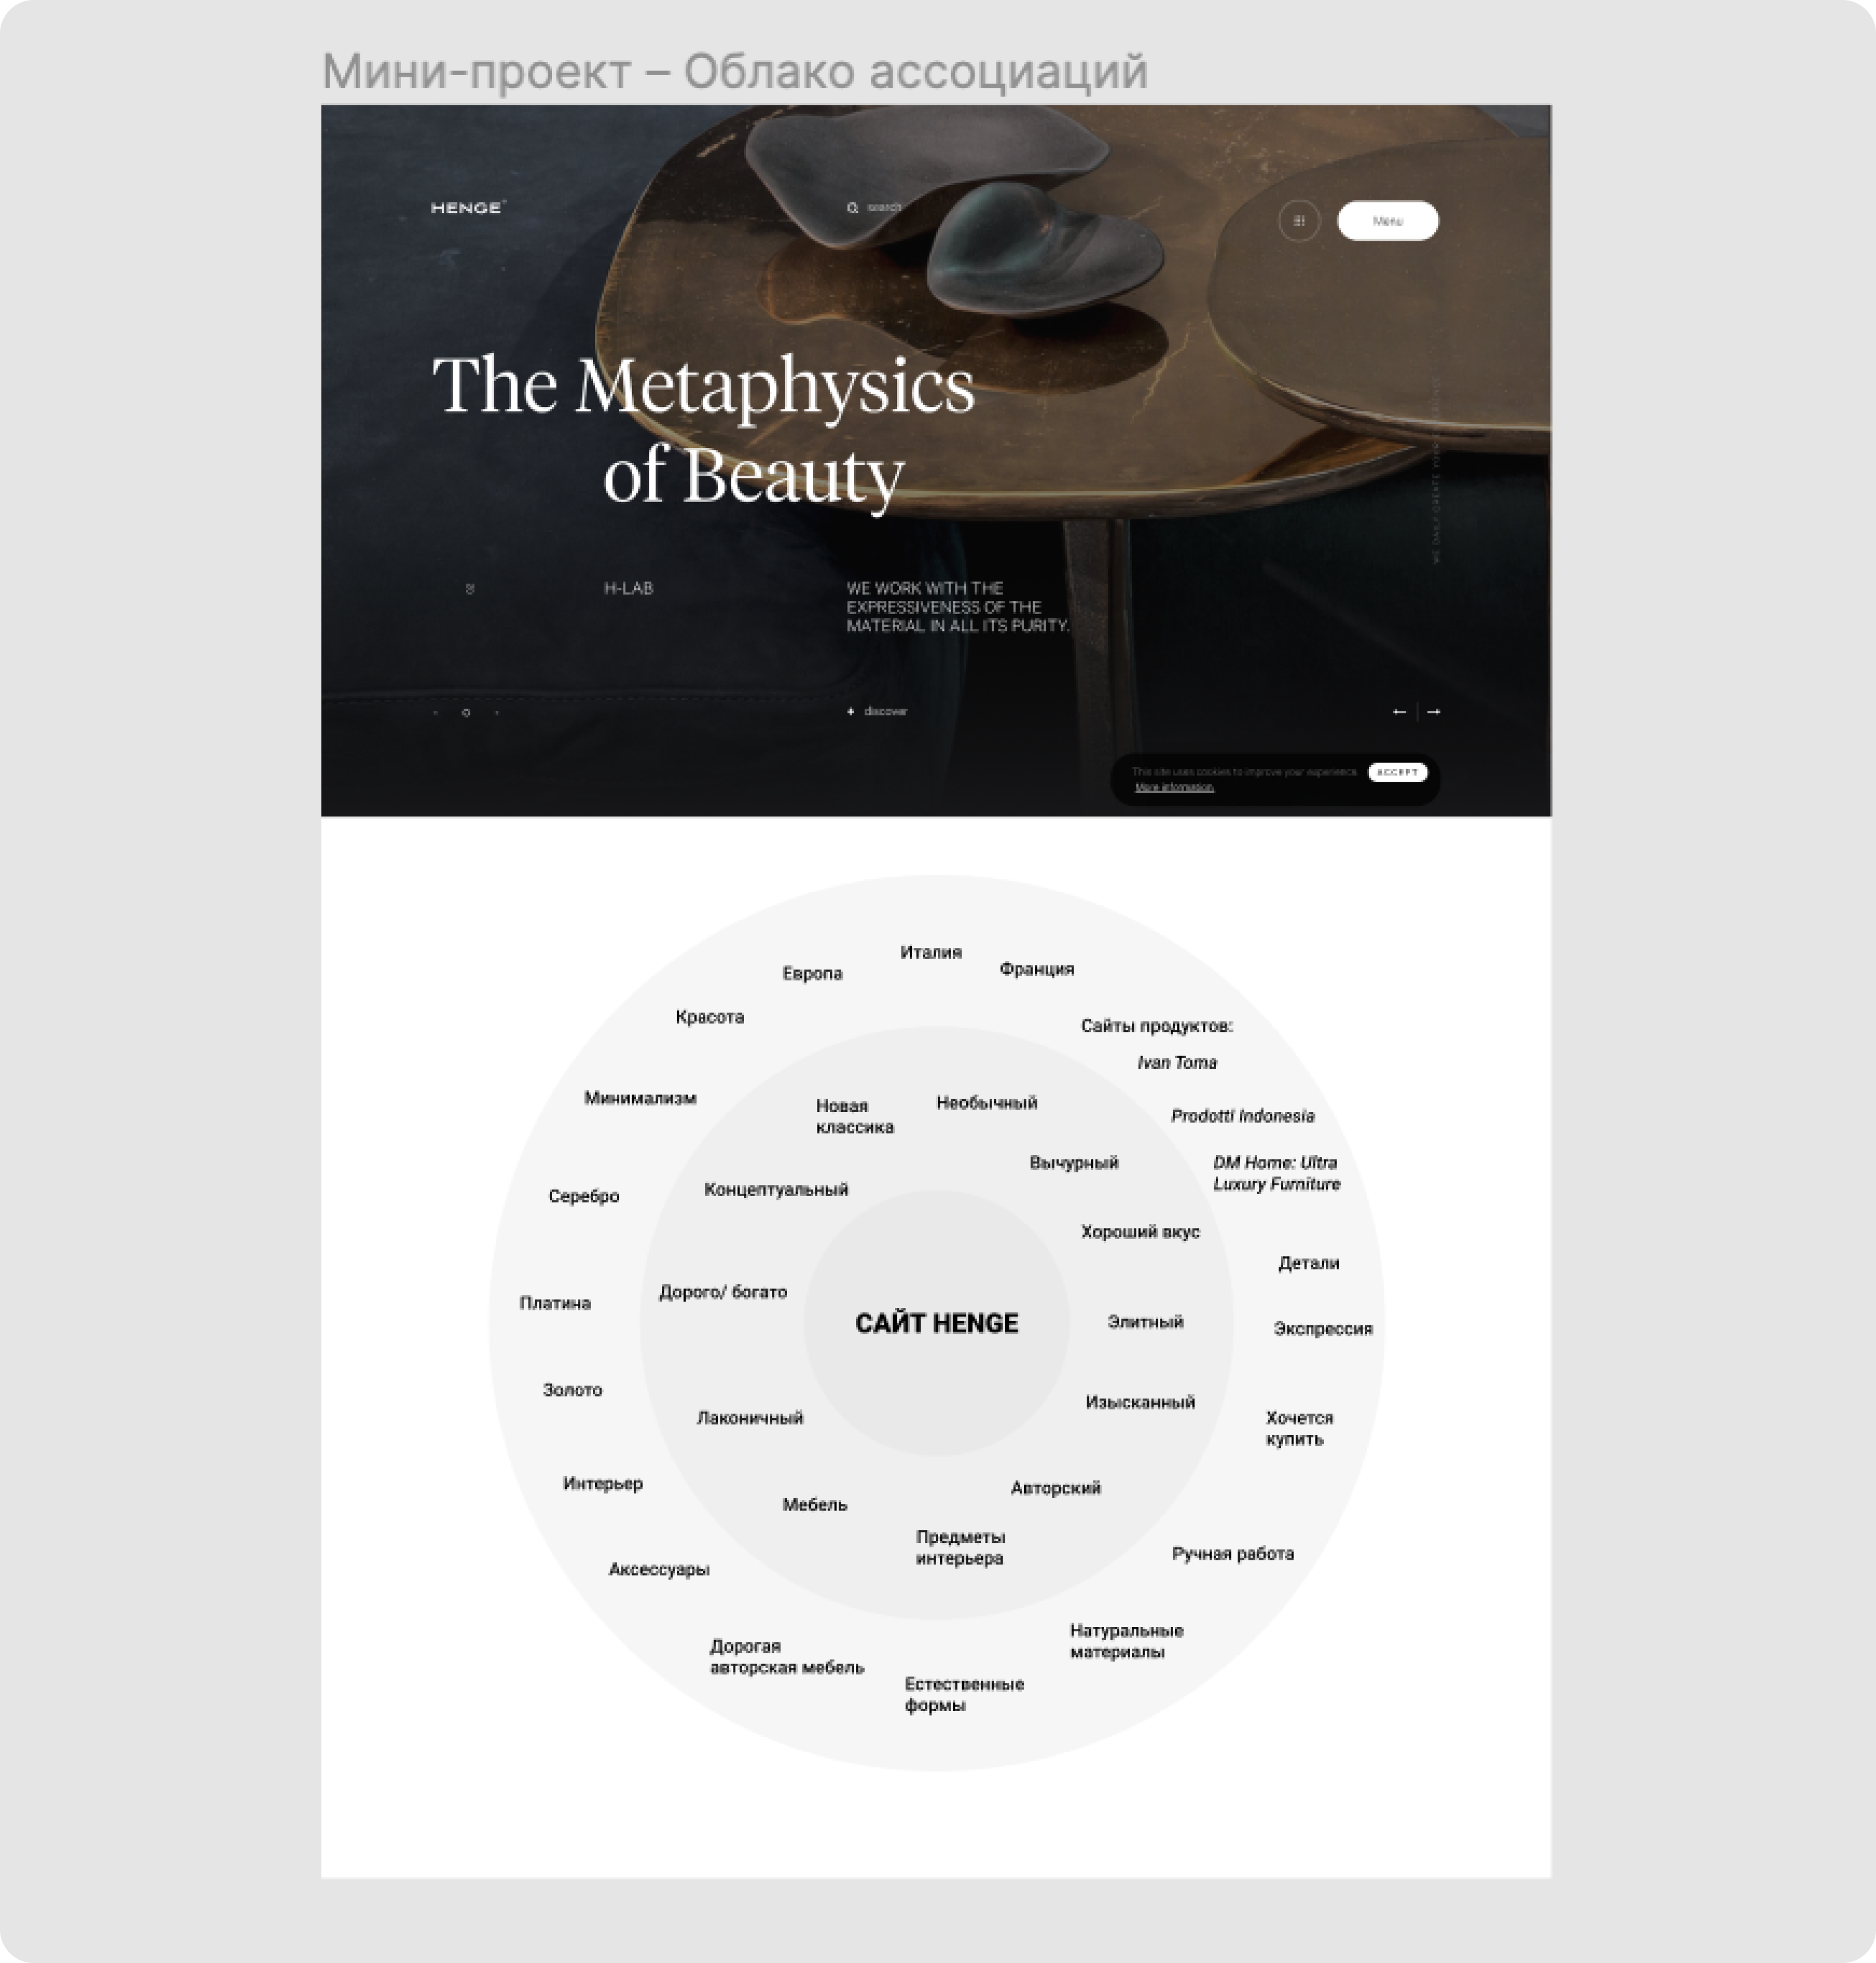 Мини-проект – Облако ассоциаций
HENGE
search
Menu
The Metaphysics
of Beauty
H-LAB
WE WORK WITH THE
EXPRESSIVENESS OF THE
MATERIAL IN ALL ITS PURITY.
discover
This site uses cookies to improve your experience.
More information.
ACCEPT
Италия
Европа
Франция
Красота
Сайты продуктов:
Ivan Toma
Минимализм
Новая
классика
Необычный
Prodotti Indonesia
Вычурный
DM Home: Ultra
Luxury Furniture
Серебро
Концептуальный
Хороший вкус
Детали
Платина
Дорого/ богато
САЙТ HENGE
Элитный
Экспрессия
Золото
Лаконичный
Изысканный
Хочется
купить
Интерьер
Мебель
Авторский
Предметы
интерьера
Ручная работа
Аксессуары
Дорогая
авторская мебель
Натуральные
материалы
Естественные
формы